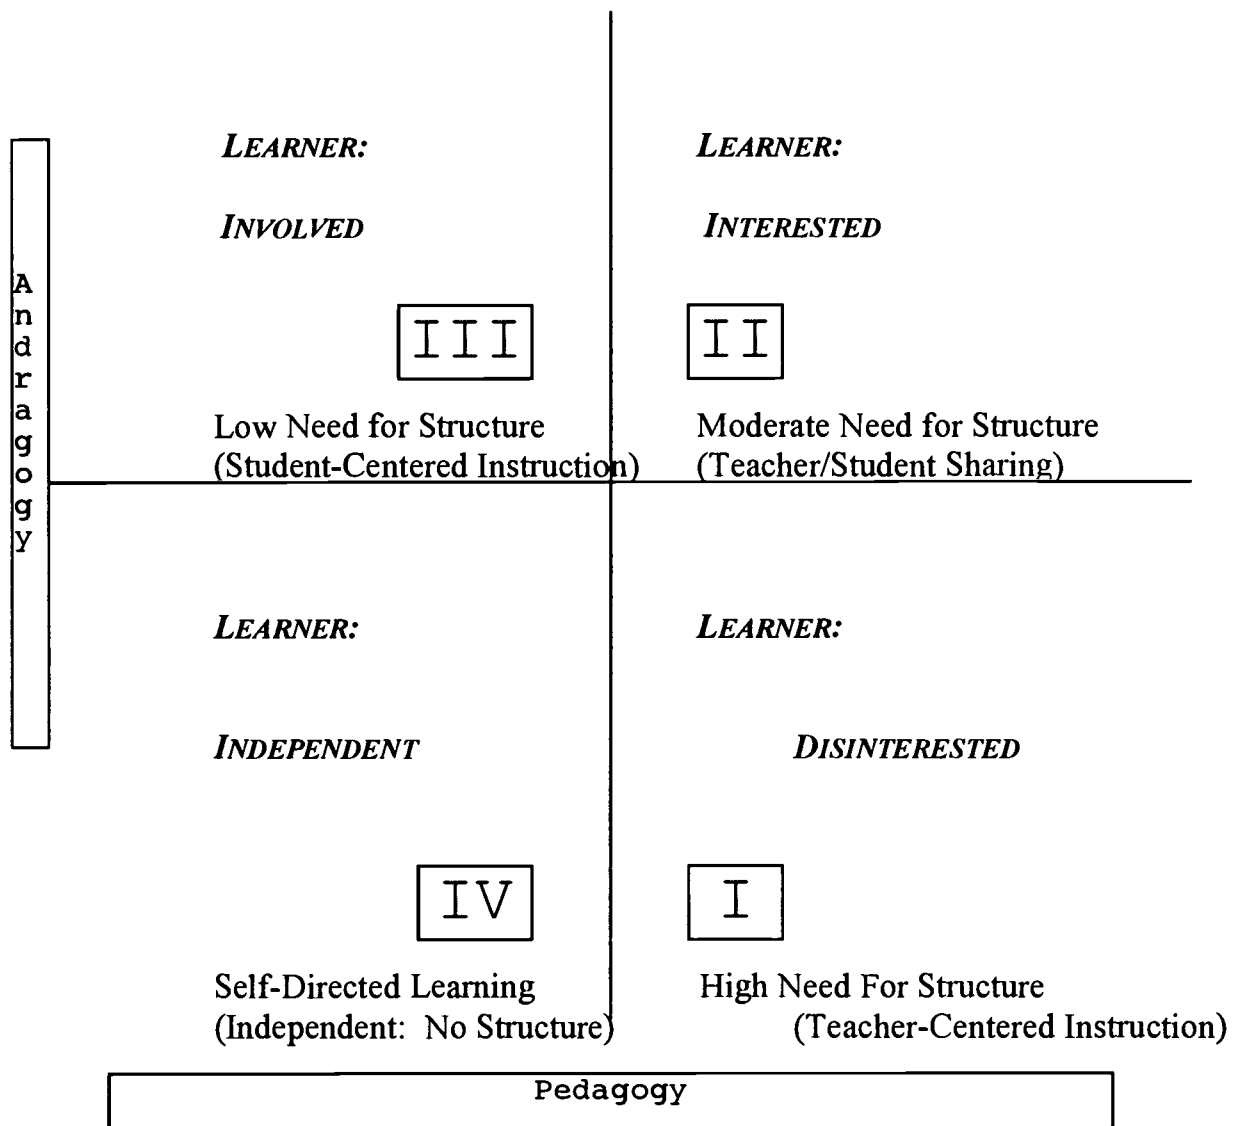 LEARNER:
INVOLVED
III
Low Need for Structure
(Student-Centered Instruction)
LEARNER:
INTERESTED
II
Moderate Need for Structure
(Teacher/Student Sharing)
Andragogy
LEARNER:
INDEPENDENT
IV
Self-Directed Learning
(Independent: No Structure)
LEARNER:
DISINTERESTED
I
High Need For Structure
(Teacher-Centered Instruction)
Pedagogy